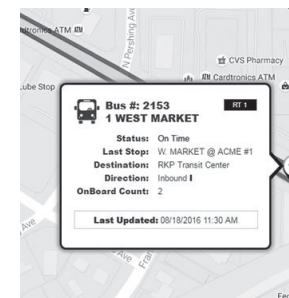 Cardtronics ATM
N Pershing Ave
CVS Pharmacy
Cardtronics ATM
Lube Stop
Bus #: 2153
RT 1
1 WEST MARKET
Status: On Time
Last Stop: W. MARKET @ ACME #1
Destination: RKP Transit Center
Direction: Inbound I
OnBoard Count: 2
Last Updated: 08/18/2016 11:30 AM
Ave
Fran